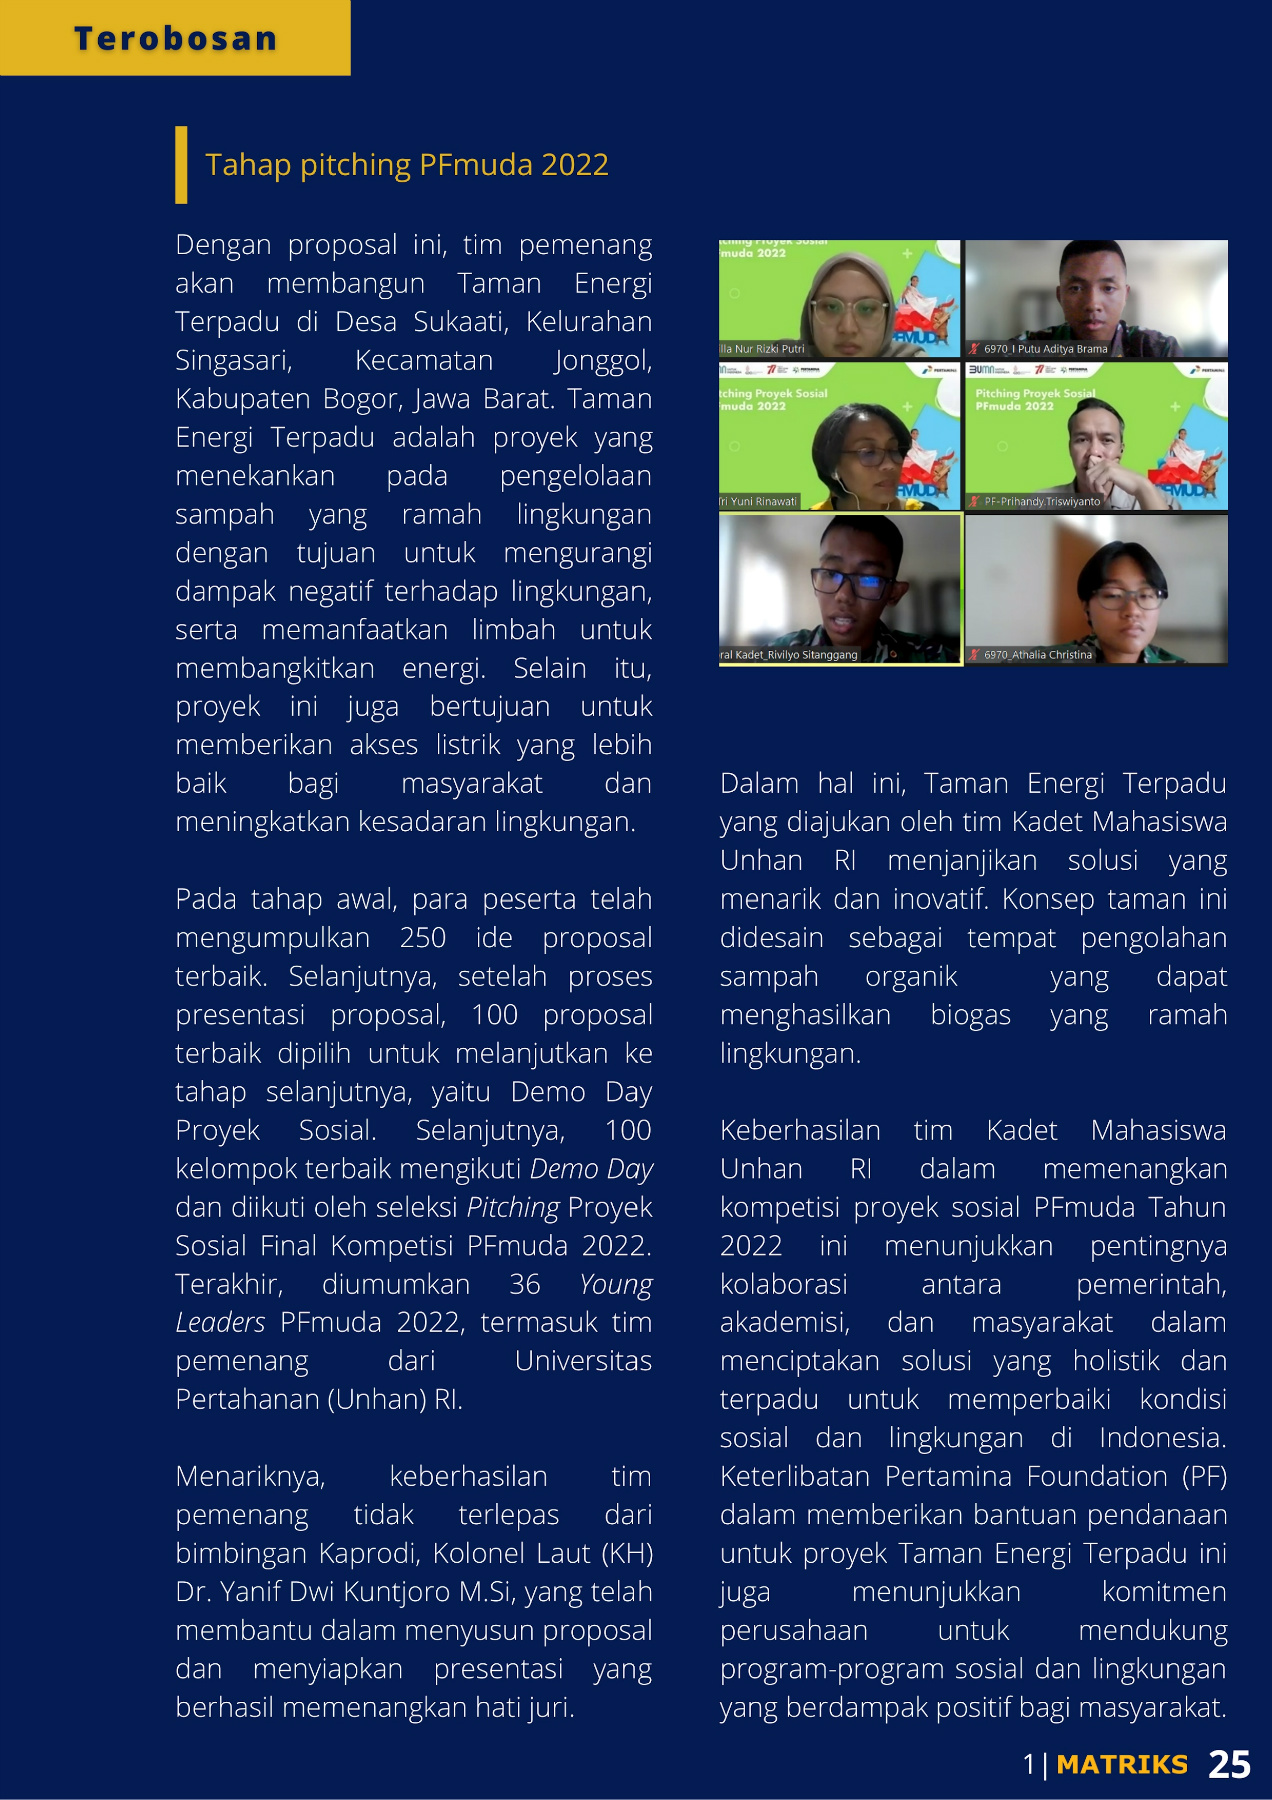 Terobosan
Tahap pitching PFmuda 2022
Dengan proposal ini, tim pemenang
akan membangun Taman Energi
Terpadu di Desa Sukaati, Kelurahan
Singasari, Kecamatan Jonggol,
Kabupaten Bogor, Jawa Barat. Taman
Energi Terpadu adalah proyek yang
menekankan pada pengelolaan
sampah yang ramah lingkungan
dengan tujuan untuk mengurangi
dampak negatif terhadap lingkungan,
serta memanfaatkan limbah untuk
membangkitkan energi. Selain itu,
proyek ini juga bertujuan untuk
memberikan akses listrik yang lebih
baik bagi masyarakat dan
meningkatkan kesadaran lingkungan.
Pada tahap awal, para peserta telah
mengumpulkan 250 ide proposal
terbaik. Selanjutnya, setelah proses
presentasi proposal, 100 proposal
terbaik dipilih untuk melanjutkan ke
tahap selanjutnya, yaitu Demo Day
Proyek Sosial. Selanjutnya, 100
kelompok terbaik mengikuti Demo Day
dan diikuti oleh seleksi Pitching Proyek
Sosial Final Kompetisi PFmuda 2022.
Terakhir, diumumkan 36 Young
Leaders PFmuda 2022, termasuk tim
pemenang dari Universitas
Pertahanan (Unhan) RI.
Menariknya, keberhasilan tim
pemenang tidak terlepas dari
bimbingan Kaprodi, Kolonel Laut (KH)
Dr. Yanif Dwi Kuntjoro M.Si, yang telah
membantu dalam menyusun proposal
dan menyiapkan presentasi yang
berhasil memenangkan hati juri.
muda 2022
lla Nur Rizki Putri
6970_I Putu Aditya Brama
tching Proyek Sosial
muda 2022
ri Yuni Rinawati
BUMN
PERTAMINA
Pitching Proyek Sosial
PFmuda 2022
PF-Prihandy.Triswiyanto
ral Kadet_Rivilyo Sitanggang
6970_Athalia Christina
Dalam hal ini, Taman Energi Terpadu
yang diajukan oleh tim Kadet Mahasiswa
Unhan RI menjanjikan solusi yang
menarik dan inovatif. Konsep taman ini
didesain sebagai tempat pengolahan
sampah organik yang dapat
menghasilkan biogas yang ramah
lingkungan.
Keberhasilan tim Kadet Mahasiswa
Unhan RI dalam memenangkan
kompetisi proyek sosial PFmuda Tahun
2022 ini menunjukkan pentingnya
kolaborasi antara pemerintah,
akademisi, dan masyarakat dalam
menciptakan solusi yang holistik dan
terpadu untuk memperbaiki kondisi
sosial dan lingkungan di Indonesia.
Keterlibatan Pertamina Foundation (PF)
dalam memberikan bantuan pendanaan
untuk proyek Taman Energi Terpadu ini
juga menunjukkan komitmen
perusahaan untuk mendukung
program-program sosial dan lingkungan
yang berdampak positif bagi masyarakat.
1| MATRIKS 25